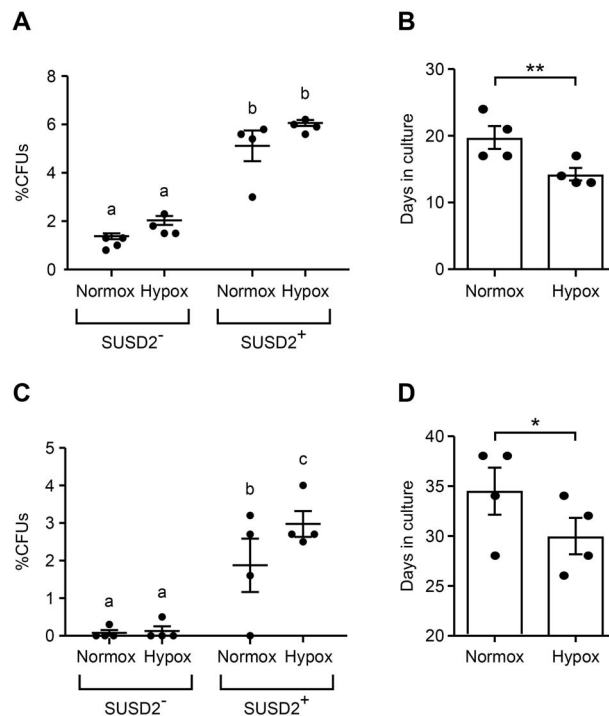 A
%CFUs
8
6
4
2
0
a
a
b
b
Normox Hypox Normox Hypox
SUSD2⁻ SUSD2⁺
B
Days in culture
30
20
10
0
**
Normox Hypox
C
%CFUs
5
4
3
2
1
0
a
a
b
c
Normox Hypox Normox Hypox
SUSD2⁻ SUSD2⁺
D
Days in culture
40
35
30
25
20
*
Normox Hypox